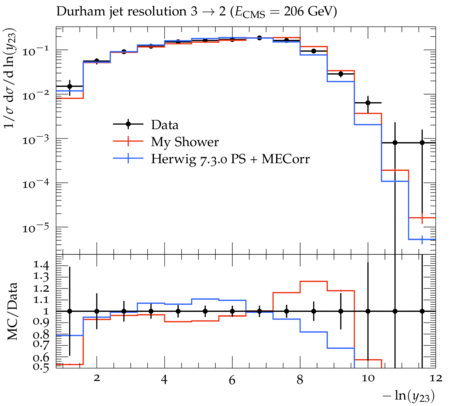 Durham jet resolution 3 → 2 (E_CMS = 206 GeV)
1/σ dσ/d ln(y₂₃)
10⁻¹
10⁻²
10⁻³
10⁻⁴
10⁻⁵
Data
My Shower
Herwig 7.3.0 PS + MECorr
MC/Data
1.4
1.3
1.2
1.1
1
0.9
0.8
0.7
0.6
0.5
2 4 6 8 10 12
− ln(y₂₃)